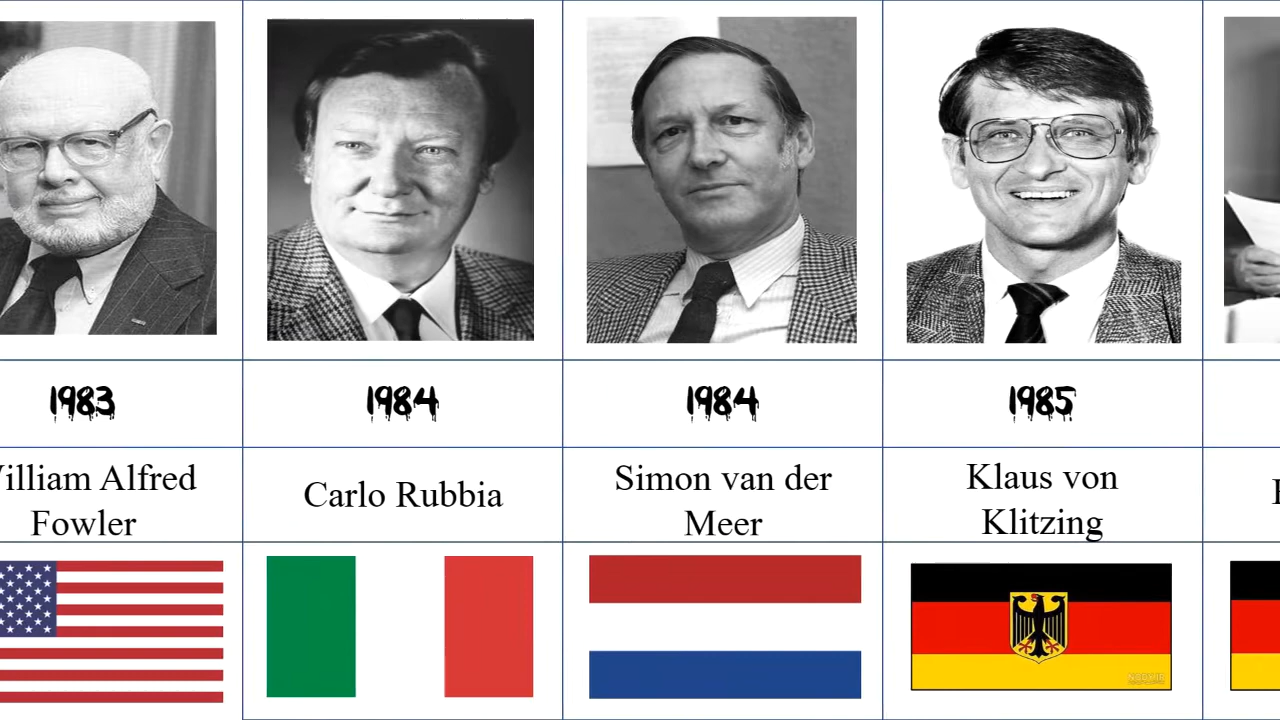 1983
1984
1984
1985
illiam Alfred
Fowler
Carlo Rubbia
Simon van der
Meer
Klaus von
Klitzing